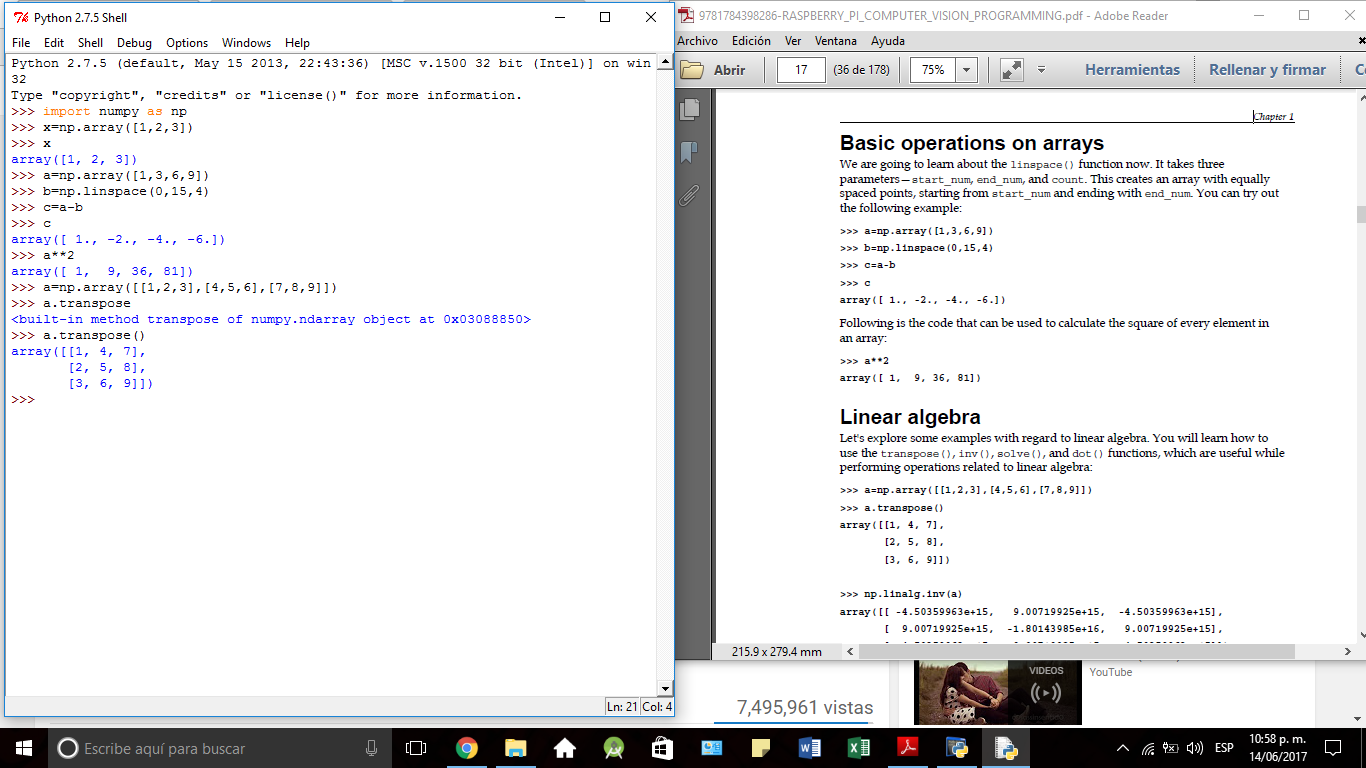 Python 2.7.5 Shell
File Edit Shell Debug Options Windows Help
Python 2.7.5 (default, May 15 2013, 22:43:36) [MSC v.1500 32 bit (Intel)] on win
32
Type "copyright", "credits" or "license()" for more information.
>>> import numpy as np
>>> x=np.array([1,2,3])
>>> x
array([1, 2, 3])
>>> a=np.array([1,3,6,9])
>>> b=np.linspace(0,15,4)
>>> c=a-b
>>> c
array([ 1., -2., -4., -6.])
>>> a**2
array([ 1,  9, 36, 81])
>>> a=np.array([[1,2,3],[4,5,6],[7,8,9]])
>>> a.transpose
<built-in method transpose of numpy.ndarray object at 0x03088850>
>>> a.transpose()
array([[1, 4, 7],
[2, 5, 8],
[3, 6, 9]])
>>>
Ln: 21 Col: 4
9781784398286-RASPBERRY_PI_COMPUTER_VISION_PROGRAMMING.pdf - Adobe Reader
Archivo Edición Ver Ventana Ayuda
Abrir 17 (36 de 178) 75% Herramientas Rellenar y firmar
Chapter 1
Basic operations on arrays
We are going to learn about the linspace() function now. It takes three
parameters—start_num, end_num, and count. This creates an array with equally
spaced points, starting from start_num and ending with end_num. You can try out
the following example:
>>> a=np.array([1,3,6,9])
>>> b=np.linspace(0,15,4)
>>> c=a-b
>>> c
array([ 1., -2., -4., -6.])
Following is the code that can be used to calculate the square of every element in
an array:
>>> a**2
array([ 1,  9, 36, 81])
Linear algebra
Let's explore some examples with regard to linear algebra. You will learn how to
use the transpose(), inv(), solve(), and dot() functions, which are useful while
performing operations related to linear algebra:
>>> a=np.array([[1,2,3],[4,5,6],[7,8,9]])
>>> a.transpose()
array([[1, 4, 7],
[2, 5, 8],
[3, 6, 9]])
>>> np.linalg.inv(a)
array([[ -4.50359963e+15,   9.00719925e+15,  -4.50359963e+15],
[  9.00719925e+15,  -1.80143985e+16,   9.00719925e+15],
215.9 x 279.4 mm
7,495,961 vistas
VIDEOS
YouTube
Escribe aquí para buscar
ESP
10:58 p. m.
14/06/2017